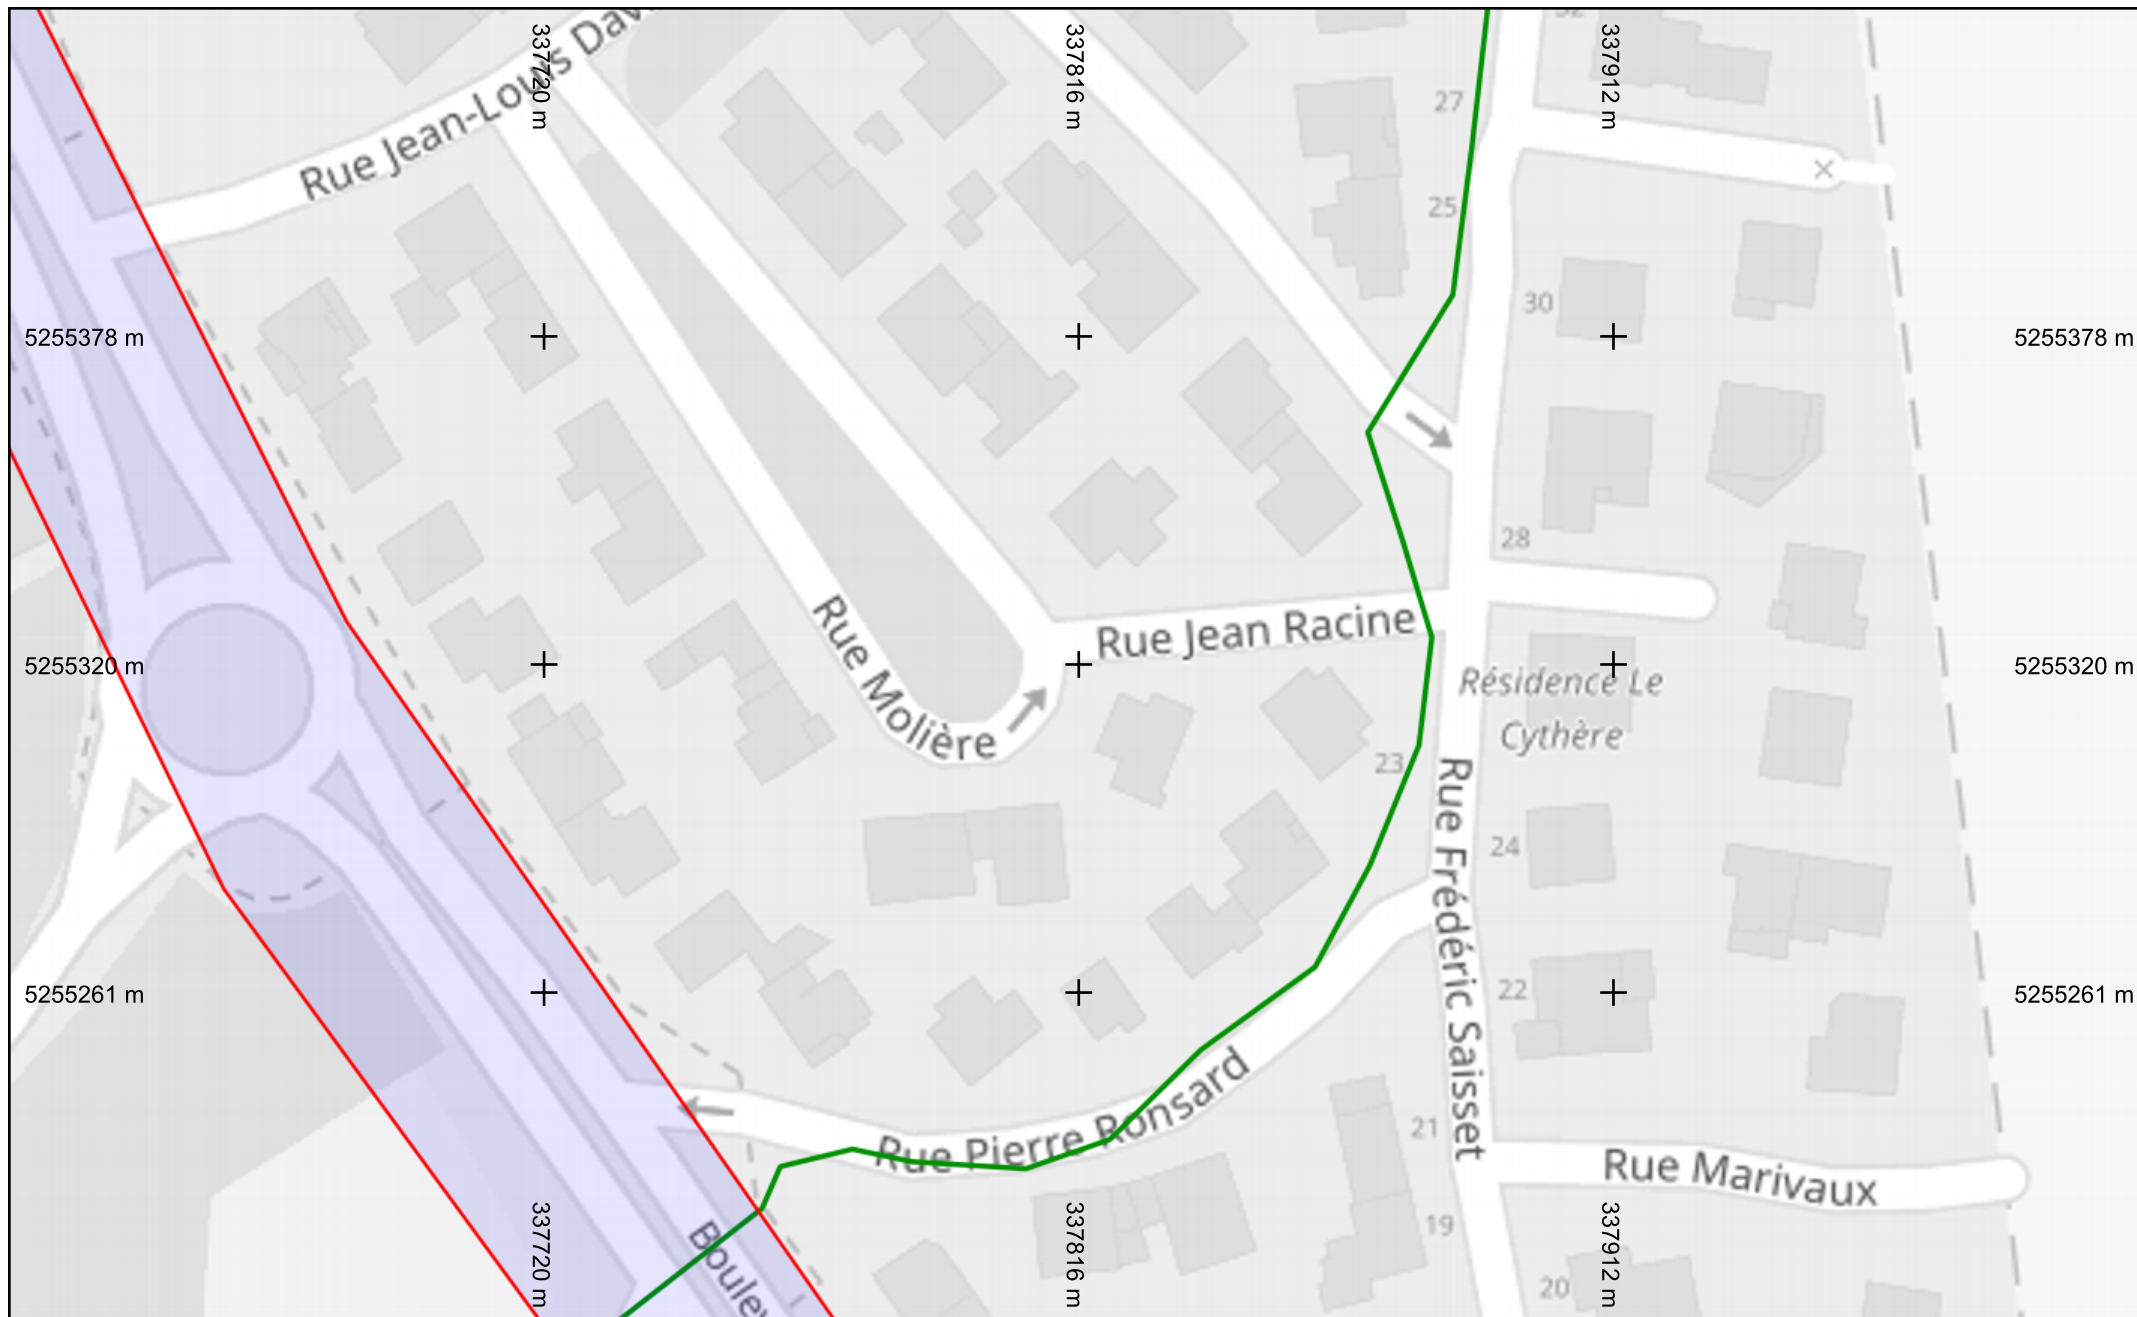 32
337720 m
337816 m
337912 m
Rue Jean-Louis Dav
27
25
30
5255378 m
5255378 m
28
Rue Jean Racine
Rue Molière
5255320 m
5255320 m
Résidence Le
Cythère
23
Rue Frédéric Saisset
24
22
5255261 m
5255261 m
21
Rue Pierre Ronsard
Rue Marivaux
19
20
Boulev
337720 m
337816 m
337912 m